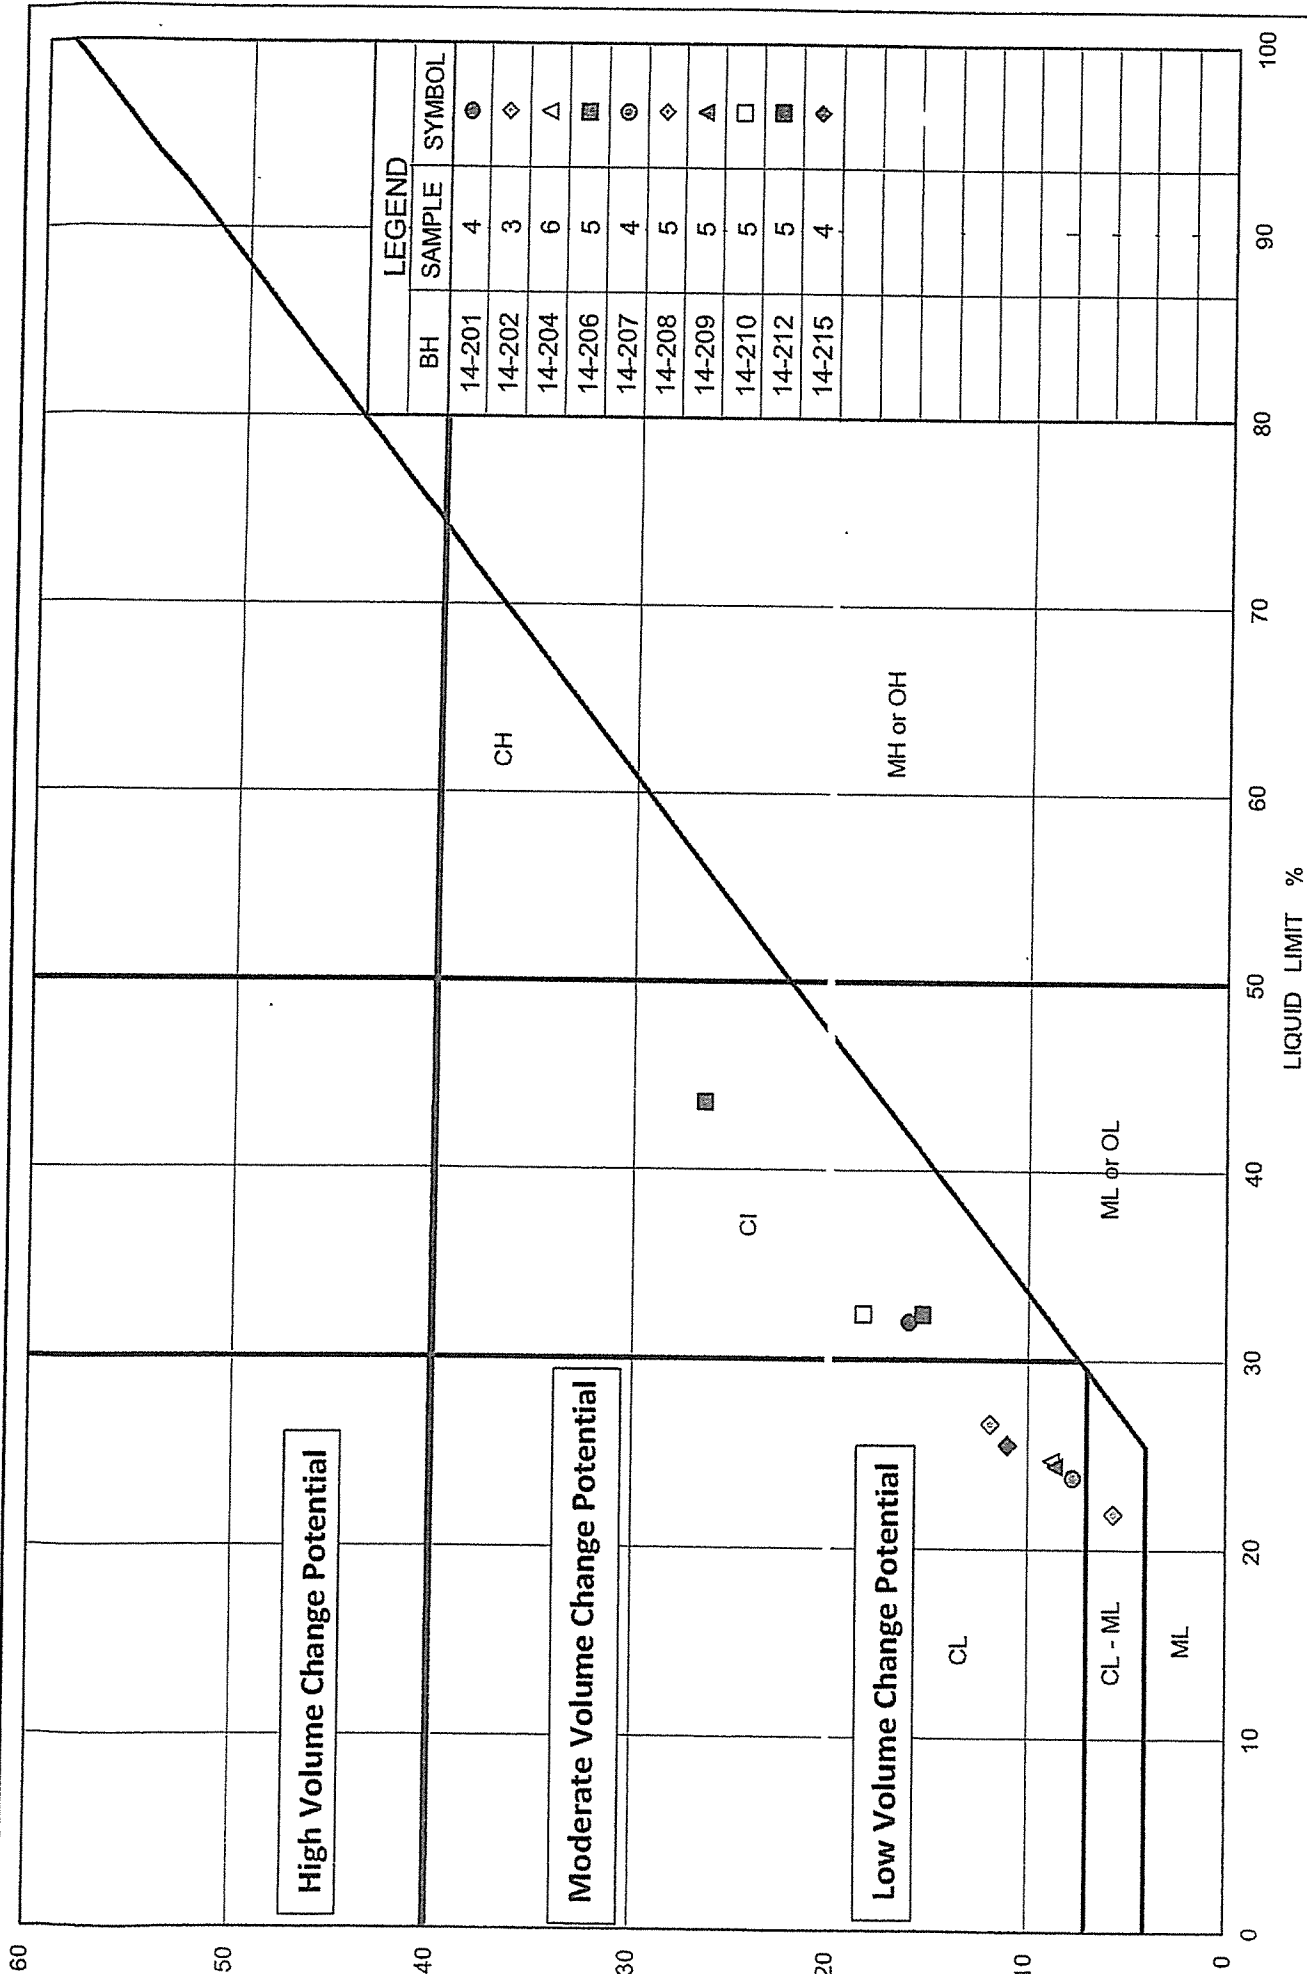 60
40
30
20
10
0
High Volume Change Potential
Moderate Volume Change Potential
Low Volume Change Potential
CL
CL - ML
ML
CI
ML or OL
CH
MH or OH
LEGEND
BH SAMPLE SYMBOL
14-201 4
14-202 3
14-204 6
14-206 5
14-207 4
14-208 5
14-209 5
14-210 5
14-212 5
14-215 4
0 10 20 30 40 50 60 70 80 90 100
LIQUID LIMIT %